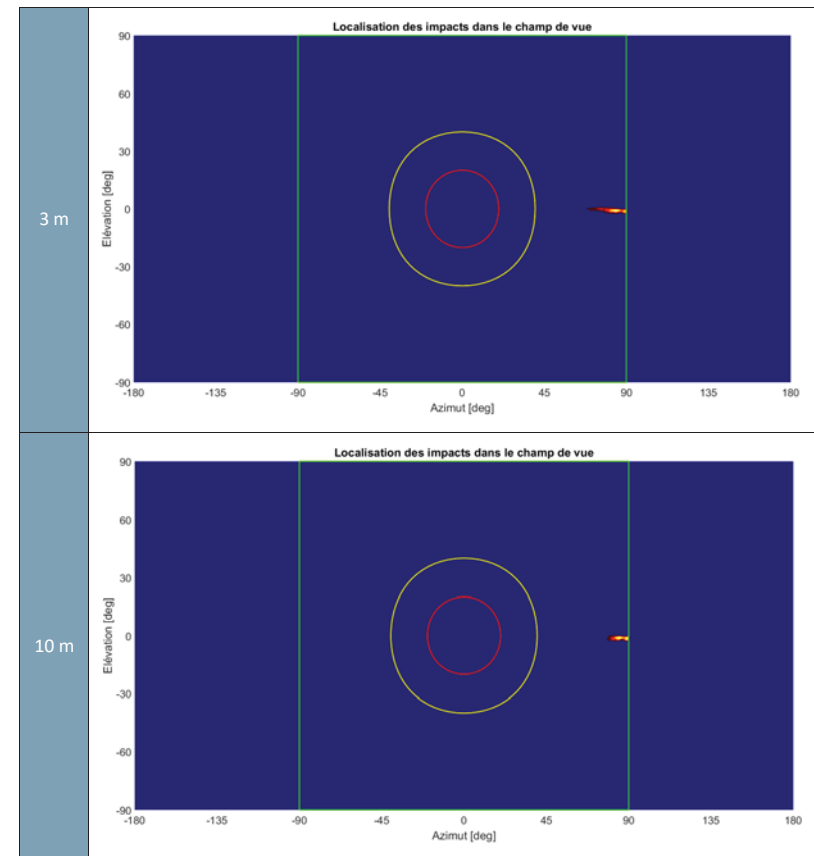 3 m
Localisation des impacts dans le champ de vue
90
60
30
0
-30
-60
-90
Elévation [deg]
-180 -135 -90 -45 0 45 90 135 180
Azimut [deg]
10 m
Localisation des impacts dans le champ de vue
90
60
30
0
-30
-60
-90
Elévation [deg]
-180 -135 -90 -45 0 45 90 135 180
Azimut [deg]